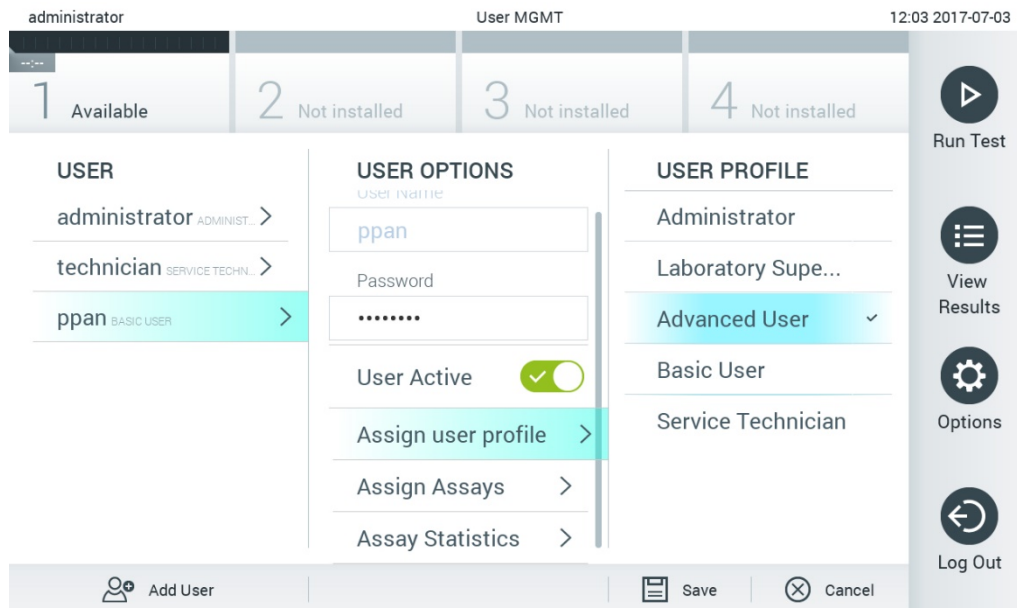 administrator User MGMT 12:03 2017-07-03
--:--
1 Available 2 Not installed 3 Not installed 4 Not installed
Run Test
USER
administrator ADMINIST...
technician SERVICE TECHN...
ppan BASIC USER
USER OPTIONS
User Name
ppan
Password
••••••••
User Active
Assign user profile
Assign Assays
Assay Statistics
USER PROFILE
Administrator
Laboratory Supe...
Advanced User
Basic User
Service Technician
View
Results
Options
Log Out
Add User Save Cancel